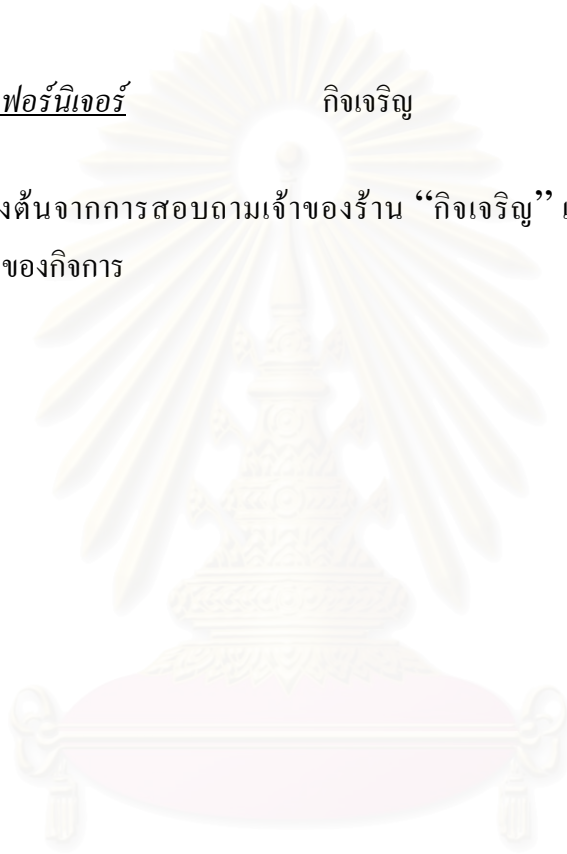 ฟอร์นิเจอร์ กิจเจริญ
งต้นจากการสอบถามเจ้าของร้าน “กิจเจริญ”
ของกิจการ